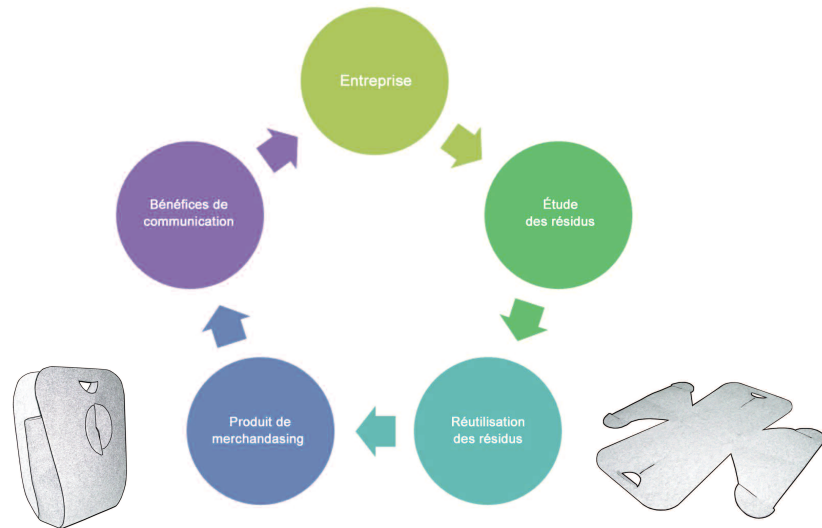 Entreprise
Étude
des résidus
Réutilisation
des résidus
Produit de
merchandasing
Bénéfices de
communication